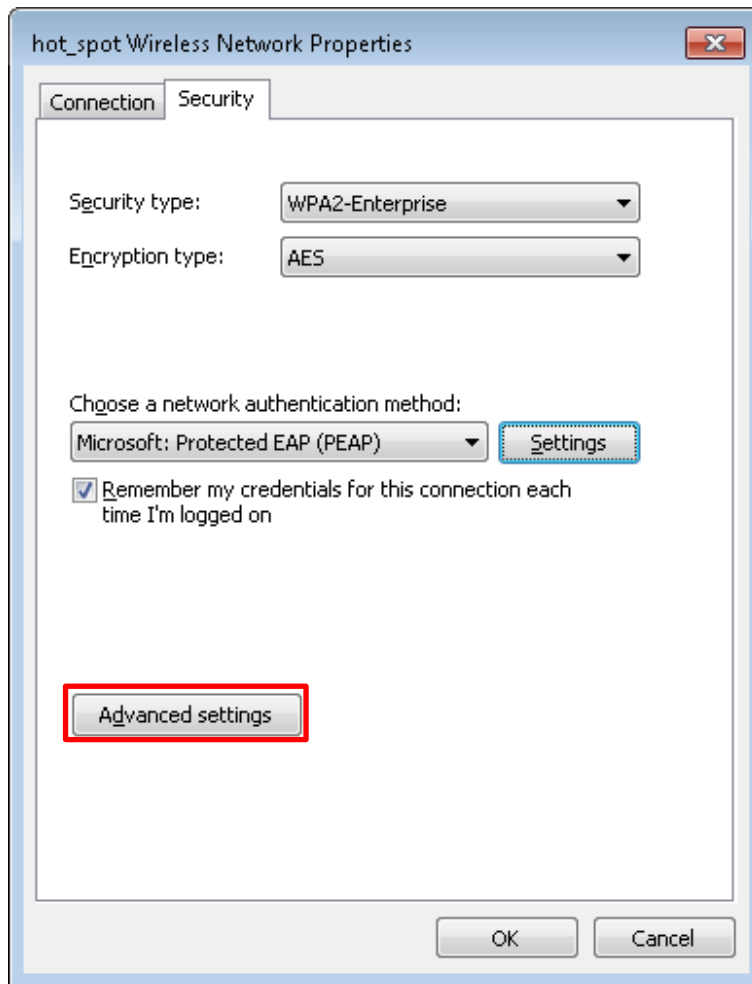 hot_spot Wireless Network Properties
Connection
Security
Security type:
WPA2-Enterprise
Encryption type:
AES
Choose a network authentication method:
Microsoft: Protected EAP (PEAP)
Settings
Remember my credentials for this connection each
time I'm logged on
Advanced settings
OK
Cancel